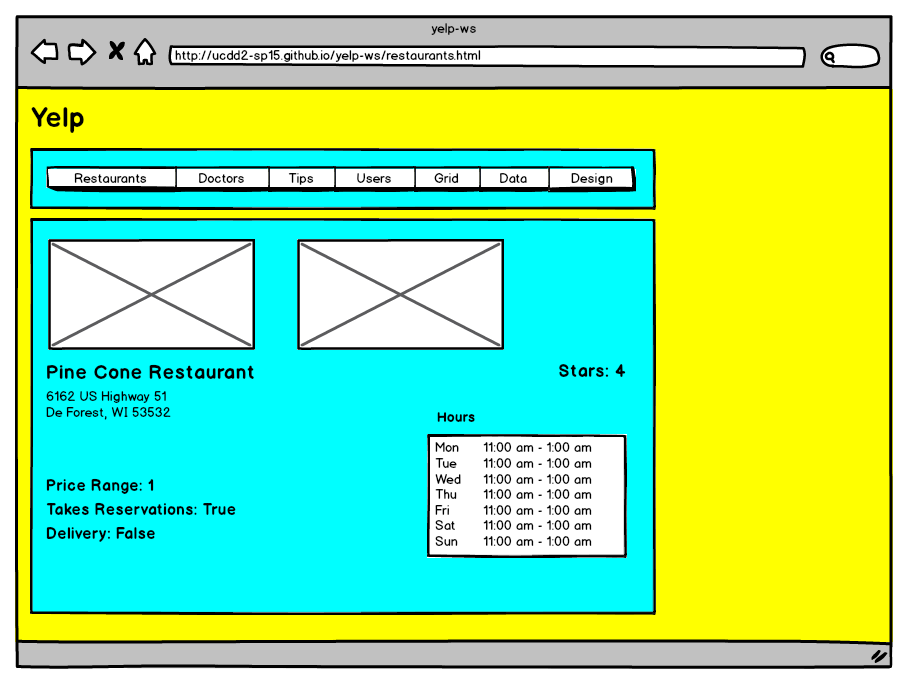 yelp-ws
http://ucdd2-sp15.github.io/yelp-ws/restaurants.html
Yelp
Restaurants Doctors Tips Users Grid Data Design
Pine Cone Restaurant
Stars: 4
6162 US Highway 51
De Forest, WI 53532
Hours
Mon 11:00 am - 1:00 am
Tue 11:00 am - 1:00 am
Wed 11:00 am - 1:00 am
Thu 11:00 am - 1:00 am
Fri 11:00 am - 1:00 am
Sat 11:00 am - 1:00 am
Sun 11:00 am - 1:00 am
Price Range: 1
Takes Reservations: True
Delivery: False